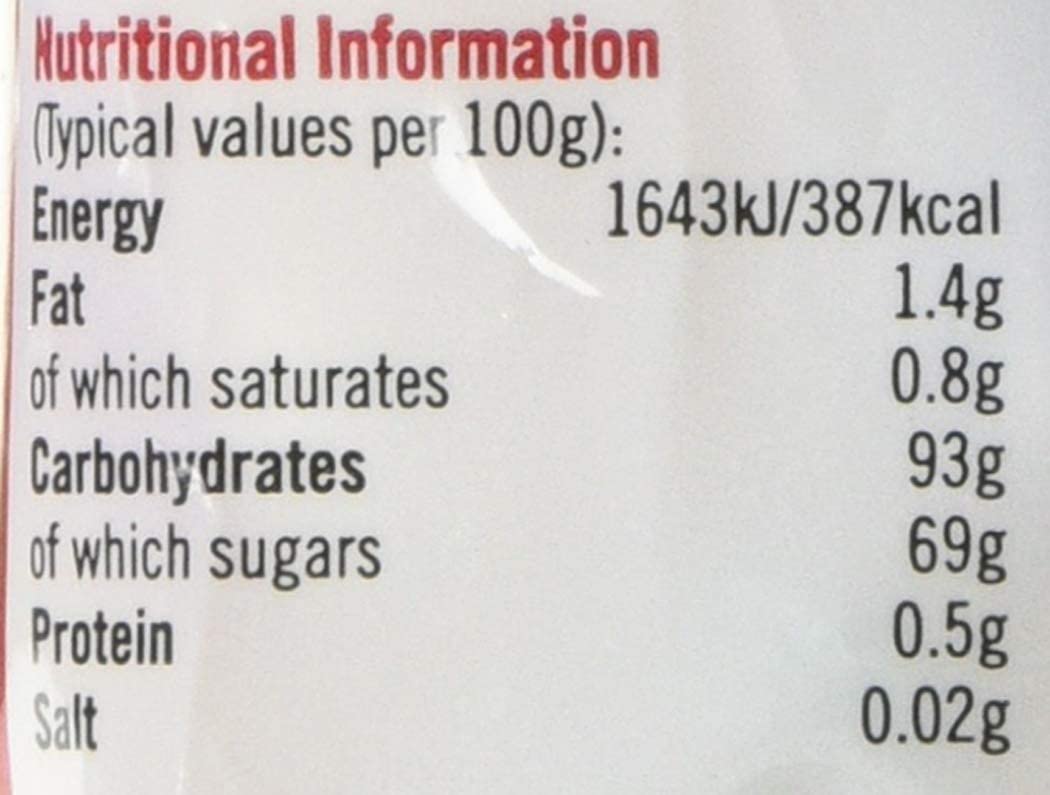 Nutritional Information
(Typical values per 100g):
Energy 1643kJ/387kcal
Fat 1.4g
of which saturates 0.8g
Carbohydrates 93g
of which sugars 69g
Protein 0.5g
Salt 0.02g